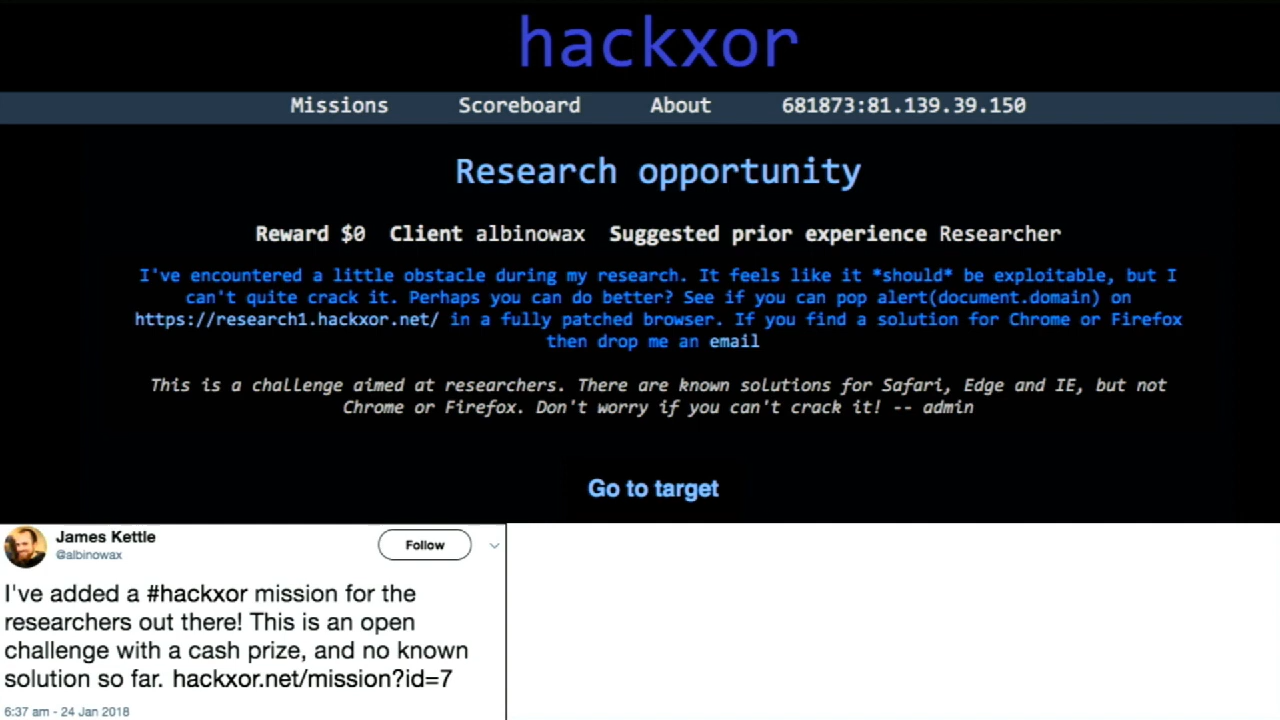 hackxor
Missions Scoreboard About 681873:81.139.39.150
Research opportunity
Reward $0 Client albinowax Suggested prior experience Researcher
I've encountered a little obstacle during my research. It feels like it *should* be exploitable, but I
can't quite crack it. Perhaps you can do better? See if you can pop alert(document.domain) on
https://research1.hackxor.net/ in a fully patched browser. If you find a solution for Chrome or Firefox
then drop me an email
This is a challenge aimed at researchers. There are known solutions for Safari, Edge and IE, but not
Chrome or Firefox. Don't worry if you can't crack it! -- admin
Go to target
James Kettle
@albinowax
Follow
I've added a #hackxor mission for the
researchers out there! This is an open
challenge with a cash prize, and no known
solution so far. hackxor.net/mission?id=7
6:37 am - 24 Jan 2018